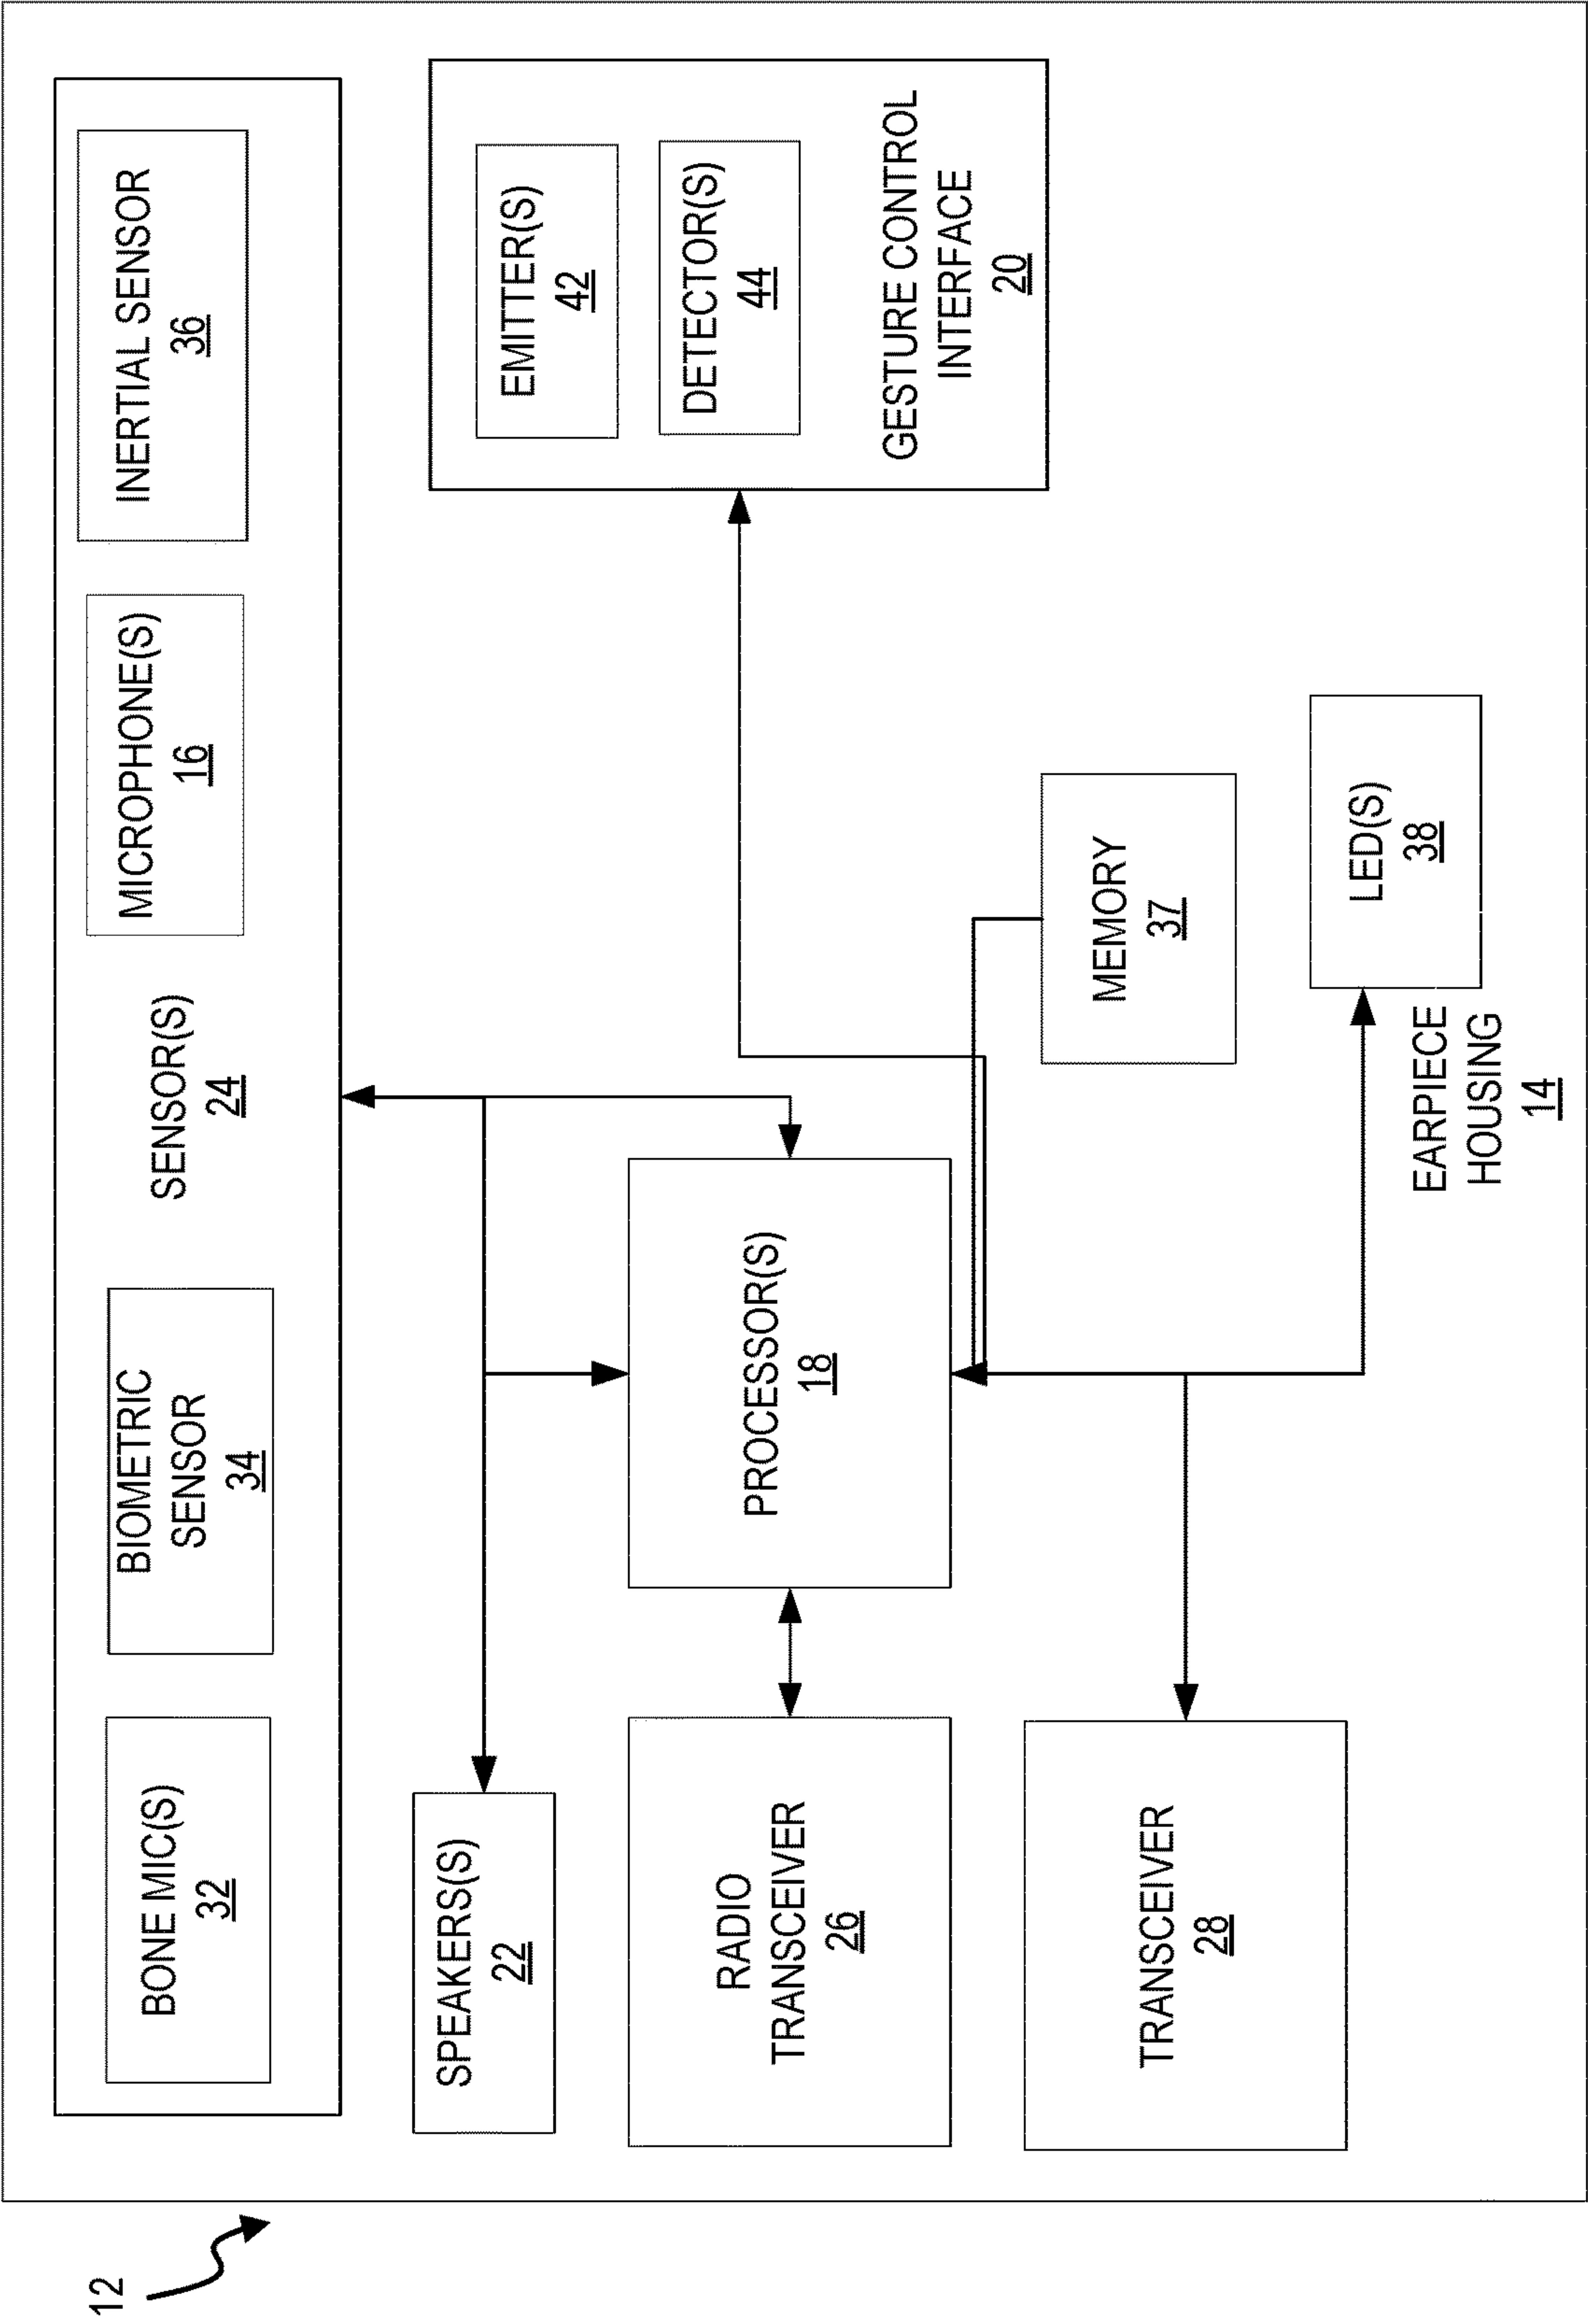 12
BONE MIC(S)
32
BIOMETRIC
SENSOR
34
SENSOR(S)
24
MICROPHONE(S)
16
INERTIAL SENSOR
36
SPEAKERS(S)
22
RADIO
TRANSCEIVER
26
TRANSCEIVER
28
PROCESSOR(S)
18
EMITTER(S)
42
DETECTOR(S)
44
GESTURE CONTROL
INTERFACE
20
MEMORY
37
LED(S)
38
EARPIECE
HOUSING
14